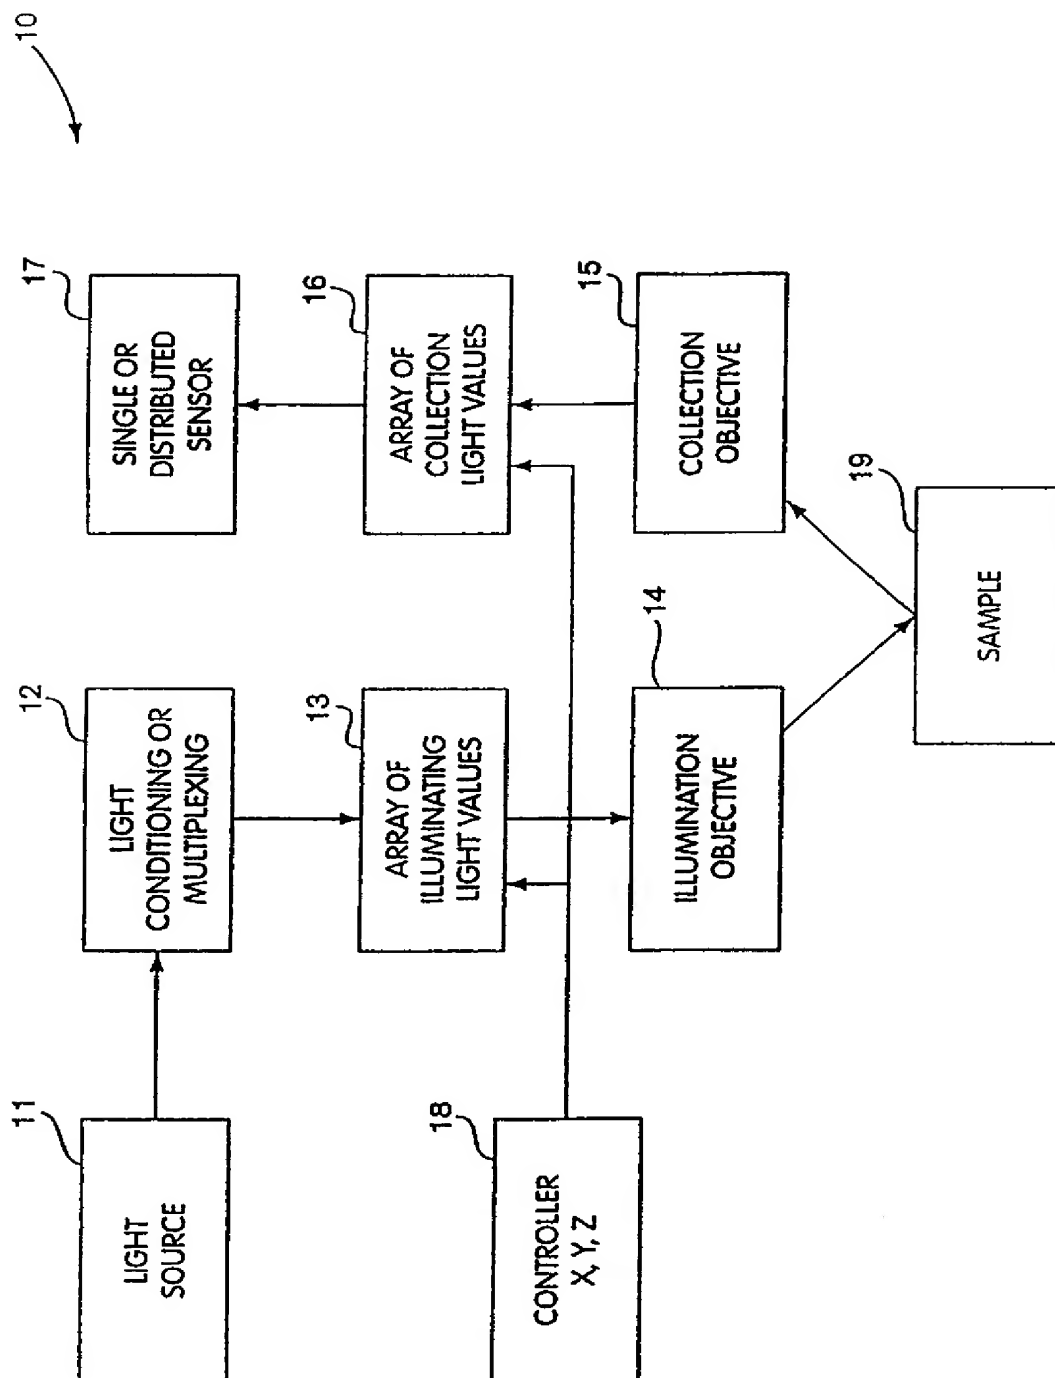 10
11
LIGHT
SOURCE
12
LIGHT
CONDITIONING OR
MULTIPLEXING
17
SINGLE OR
DISTRIBUTED
SENSOR
13
ARRAY OF
ILLUMINATING
LIGHT VALUES
16
ARRAY OF
COLLECTION
LIGHT VALUES
18
CONTROLLER
X, Y, Z
14
ILLUMINATION
OBJECTIVE
15
COLLECTION
OBJECTIVE
19
SAMPLE